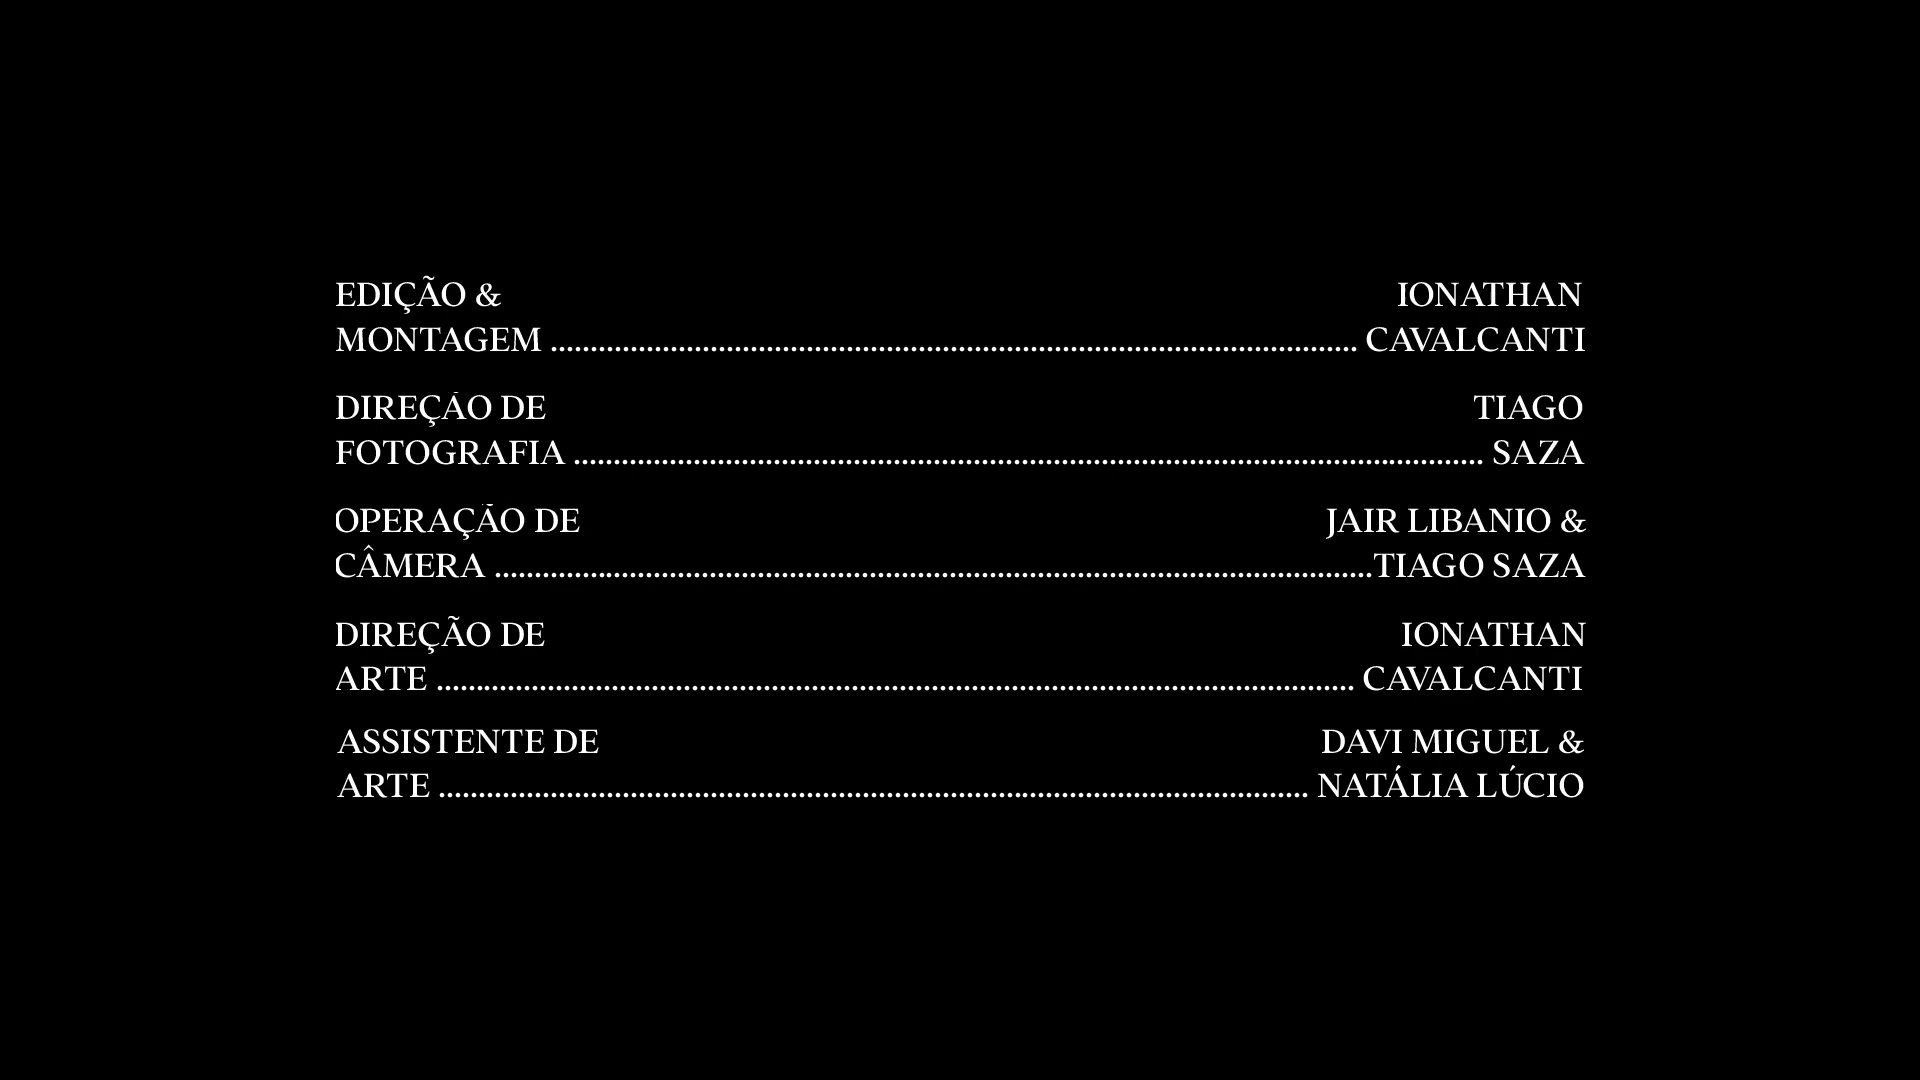 EDIÇÃO & IONATHAN
MONTAGEM ....................................................................................................... CAVALCANTI
DIREÇÃO DE TIAGO
FOTOGRAFIA .................................................................................................................... SAZA
OPERAÇÃO DE JAIR LIBANIO &
CÂMERA ................................................................................................................TIAGO SAZA
DIREÇÃO DE IONATHAN
ARTE ..................................................................................................................... CAVALCANTI
ASSISTENTE DE DAVI MIGUEL &
ARTE ............................................................................................................... NATÁLIA LÚCIO